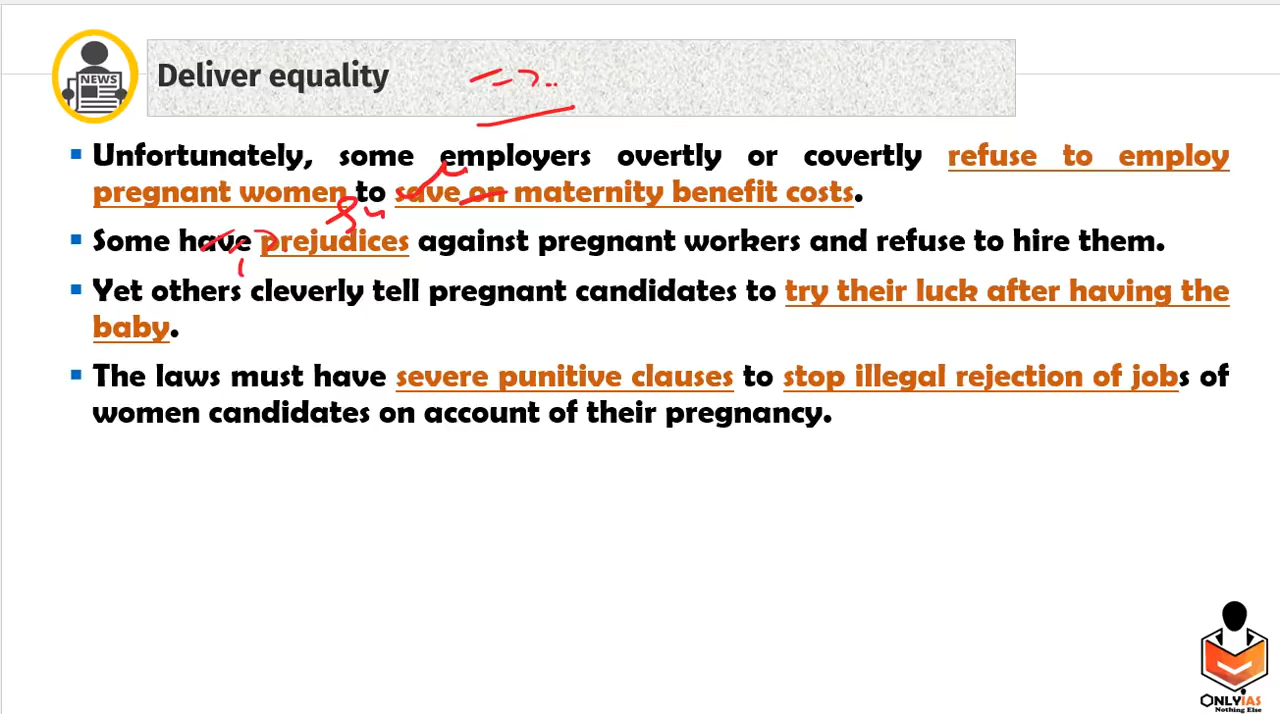 NEWS
Deliver equality
▪ Unfortunately, some employers overtly or covertly refuse to employ
pregnant women to save on maternity benefit costs.
▪ Some have prejudices against pregnant workers and refuse to hire them.
▪ Yet others cleverly tell pregnant candidates to try their luck after having the
baby.
▪ The laws must have severe punitive clauses to stop illegal rejection of jobs of
women candidates on account of their pregnancy.
ONLYIAS
Nothing Else